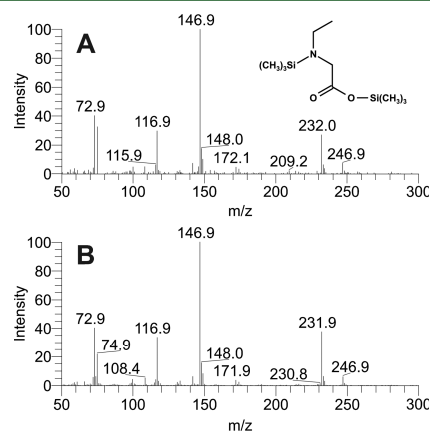 146.9
100
A
80
Intensity
60
72.9
40
116.9
232.0
148.0
20
115.9
172.1
209.2
246.9
0
50 100 150 200 250 300
m/z
N
(CH₃)₃Si
O
O
Si(CH₃)₃
146.9
100
B
80
Intensity
60
72.9
40
74.9
116.9
231.9
148.0
20
108.4
171.9
230.8
246.9
0
50 100 150 200 250 300
m/z